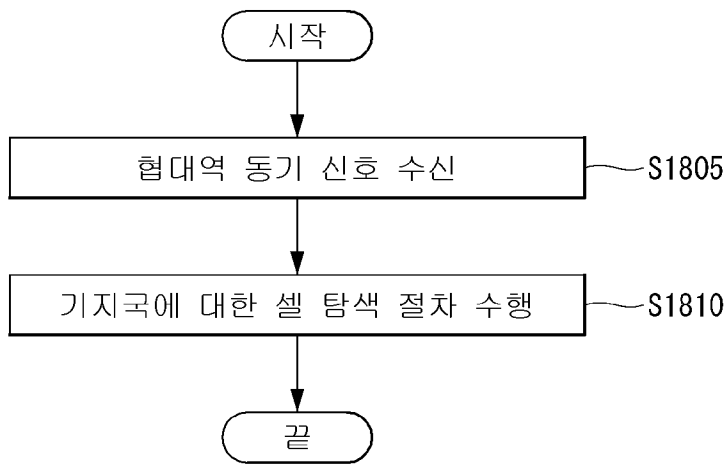 시작
협대역 동기 신호 수신
S1805
기지국에 대한 셀 탐색 절차 수행
S1810
끝